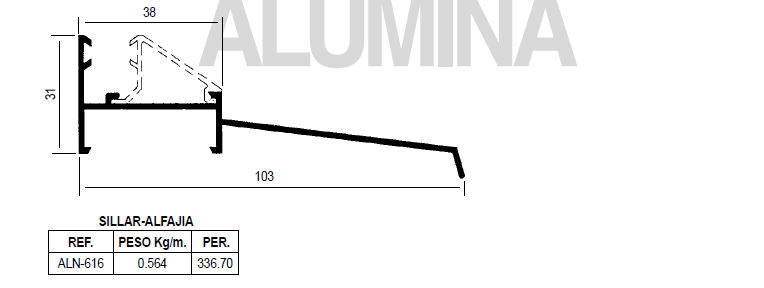 ALUMINA
38
31
103
SILLAR-ALFAJIA
REF. PESO Kg/m. PER.
ALN-616 0.564 336.70